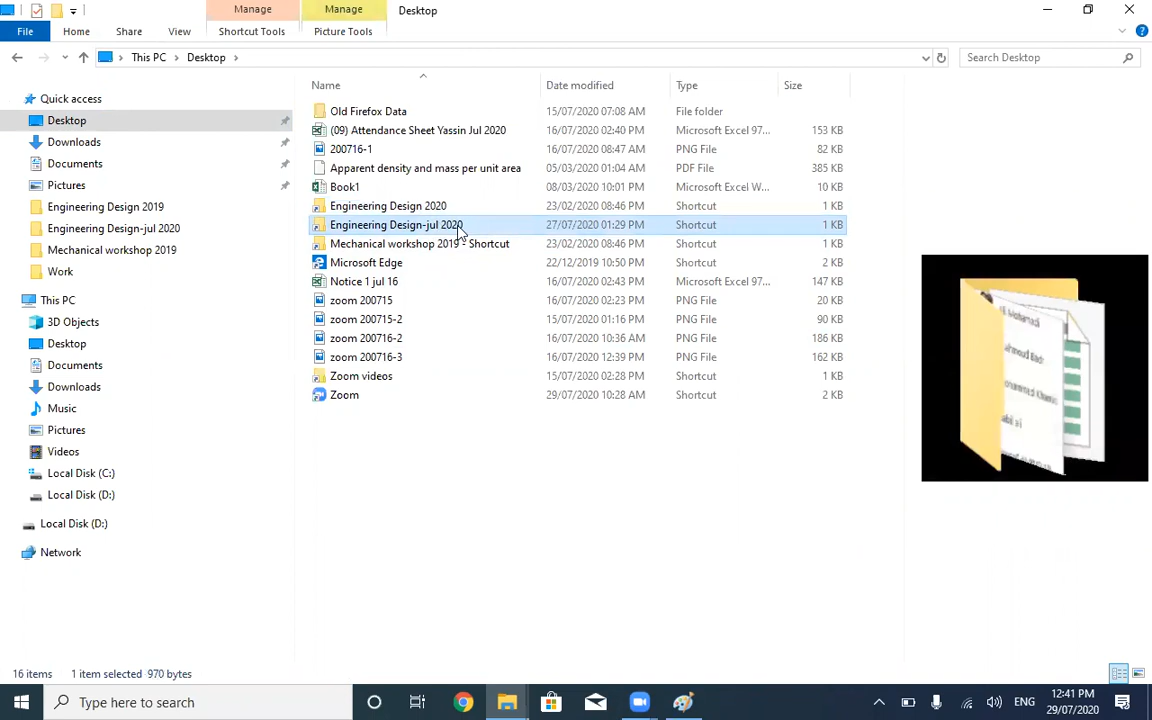 Manage Manage Desktop
File Home Share View Shortcut Tools Picture Tools
This PC Desktop Search Desktop
Name Date modified Type Size
Quick access
Desktop
Downloads
Documents
Pictures
Engineering Design 2019
Engineering Design-jul 2020
Mechanical workshop 2019
Work
This PC
3D Objects
Desktop
Documents
Downloads
Music
Pictures
Videos
Local Disk (C:)
Local Disk (D:)
Local Disk (D:)
Network
Old Firefox Data 15/07/2020 07:08 AM File folder
(09) Attendance Sheet Yassin Jul 2020 16/07/2020 02:40 PM Microsoft Excel 97... 153 KB
200716-1 16/07/2020 08:47 AM PNG File 82 KB
Apparent density and mass per unit area 05/03/2020 01:04 AM PDF File 385 KB
Book1 08/03/2020 10:01 PM Microsoft Excel W... 10 KB
Engineering Design 2020 23/02/2020 08:46 PM Shortcut 1 KB
Engineering Design-jul 2020 27/07/2020 01:29 PM Shortcut 1 KB
Mechanical workshop 2019 - Shortcut 23/02/2020 08:46 PM Shortcut 1 KB
Microsoft Edge 22/12/2019 10:50 PM Shortcut 2 KB
Notice 1 jul 16 16/07/2020 02:43 PM Microsoft Excel 97... 147 KB
zoom 200715 16/07/2020 02:23 PM PNG File 20 KB
zoom 200715-2 15/07/2020 01:16 PM PNG File 90 KB
zoom 200716-2 16/07/2020 10:36 AM PNG File 186 KB
zoom 200716-3 16/07/2020 12:39 PM PNG File 162 KB
Zoom videos 15/07/2020 02:28 PM Shortcut 1 KB
Zoom 29/07/2020 10:28 AM Shortcut 2 KB
16 items 1 item selected 970 bytes
Type here to search ENG 12:41 PM
29/07/2020